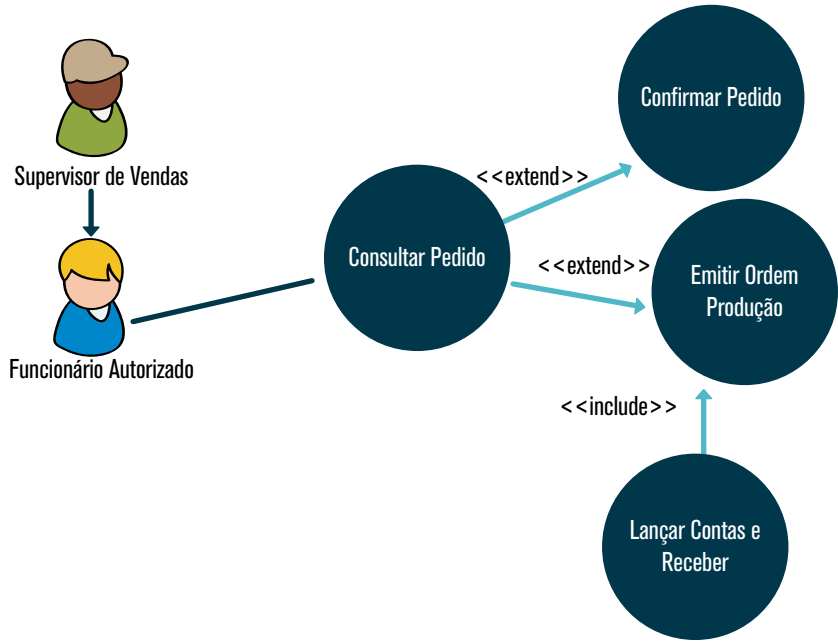 Confirmar Pedido
Supervisor de Vendas
<<extend>>
Consultar Pedido
<<extend>>
Emitir Ordem
Produção
Funcionário Autorizado
<<include>>
Lançar Contas e
Receber